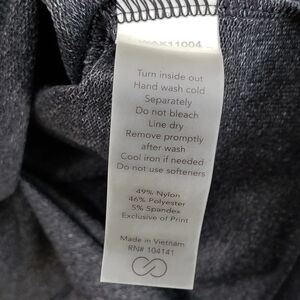 WAX11004
Turn inside out
Hand wash cold
Separately
Do not bleach
Line dry
Remove promptly
after wash
Cool iron if needed
Do not use softeners
49% Nylon
46% Polyester
5% Spandex
Exclusive of Print
Made in Vietnam
RN# 104141